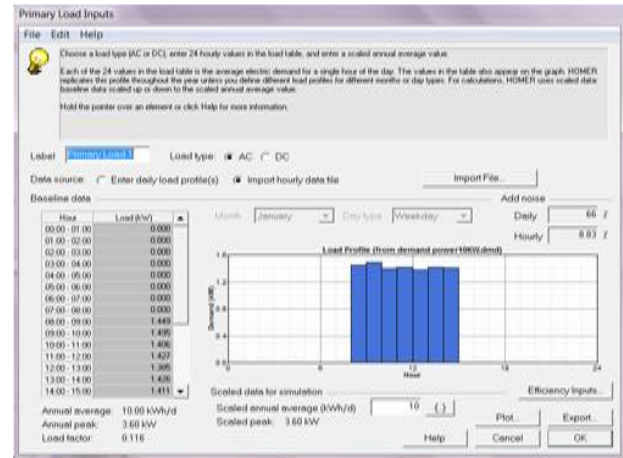 Primary Load Inputs
File Edit Help
Choose a load type (AC or DC), enter 24 hourly values in the load table, and enter a scaled annual average value.
Each of the 24 values in the load table is the average electric demand for a single hour of the day. The values in the table also appear on the graph. HOMER
replicates this profile throughout the year unless you define different load profiles for different months or day types. For calculations, HOMER uses scaled data:
baseline data scaled up or down to the scaled annual average value.
Hold the pointer over an element or click Help for more information.
Label Primary Load 1 Load type: AC DC
Data source: Enter daily load profile(s) Import hourly data file Import File...
Baseline data Add noise
Hour Load (kW) Month January Day type Weekday Daily 66 %
00:00 - 01:00 0.000
01:00 - 02:00 0.000 Hourly 8.83 %
02:00 - 03:00 0.000
03:00 - 04:00 0.000 Load Profile (from demand power10KW.dmd)
04:00 - 05:00 0.000
05:00 - 06:00 0.000
06:00 - 07:00 0.000
07:00 - 08:00 0.000
08:00 - 09:00 1.449
09:00 - 10:00 1.495
10:00 - 11:00 1.406
11:00 - 12:00 1.427
12:00 - 13:00
13:00 - 14:00
14:00 - 15:00 1.411
Demand (kW)
1.2
0 6 12 18 24
Hour
Scaled data for simulation Efficiency Inputs...
Annual average: 10.00 kWh/d Scaled annual average (kWh/d) 10 {..}
Annual peak: 3.60 kW Scaled peak: 3.60 kW Plot... Export...
Load factor: 0.116 Help Cancel OK